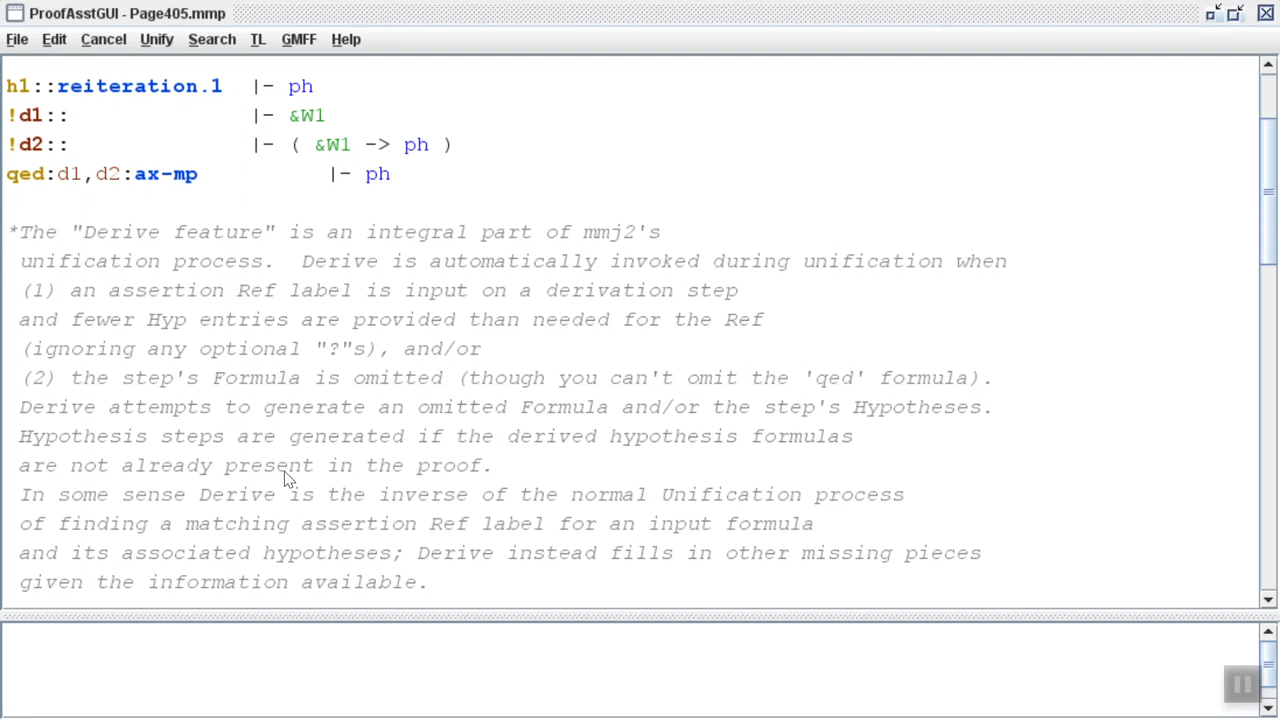 ProofAsstGUI - Page405.mmp
File Edit Cancel Unify Search TL GMFF Help
h1::reiteration.1 |- ph
!d1:: |- &W1
!d2:: |- ( &W1 -> ph )
qed:d1,d2:ax-mp |- ph
*The "Derive feature" is an integral part of mmj2's
unification process. Derive is automatically invoked during unification when
(1) an assertion Ref label is input on a derivation step
and fewer Hyp entries are provided than needed for the Ref
(ignoring any optional "?"s), and/or
(2) the step's Formula is omitted (though you can't omit the 'qed' formula).
Derive attempts to generate an omitted Formula and/or the step's Hypotheses.
Hypothesis steps are generated if the derived hypothesis formulas
are not already present in the proof.
In some sense Derive is the inverse of the normal Unification process
of finding a matching assertion Ref label for an input formula
and its associated hypotheses; Derive instead fills in other missing pieces
given the information available.